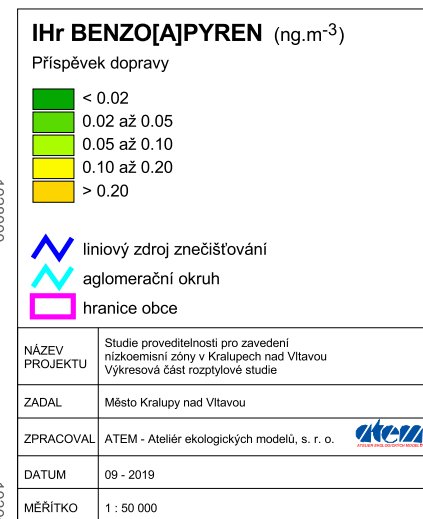 IHr BENZO[A]PYREN (ng.m-3)
Příspěvek dopravy
< 0.02
0.02 až 0.05
0.05 až 0.10
0.10 až 0.20
> 0.20
liniový zdroj znečišťování
aglomerační okruh
hranice obce
NÁZEV PROJEKTU
Studie proveditelnosti pro zavedení
nízkoemisní zóny v Kralupech nad Vltavou
Výkresová část rozptylové studie
ZADAL
Město Kralupy nad Vltavou
ZPRACOVAL
ATEM - Ateliér ekologických modelů, s. r. o.
atem
ATELIER EKOLOGICKÝCH MODELŮ
DATUM
09 - 2019
MĚŘÍTKO
1 : 50 000